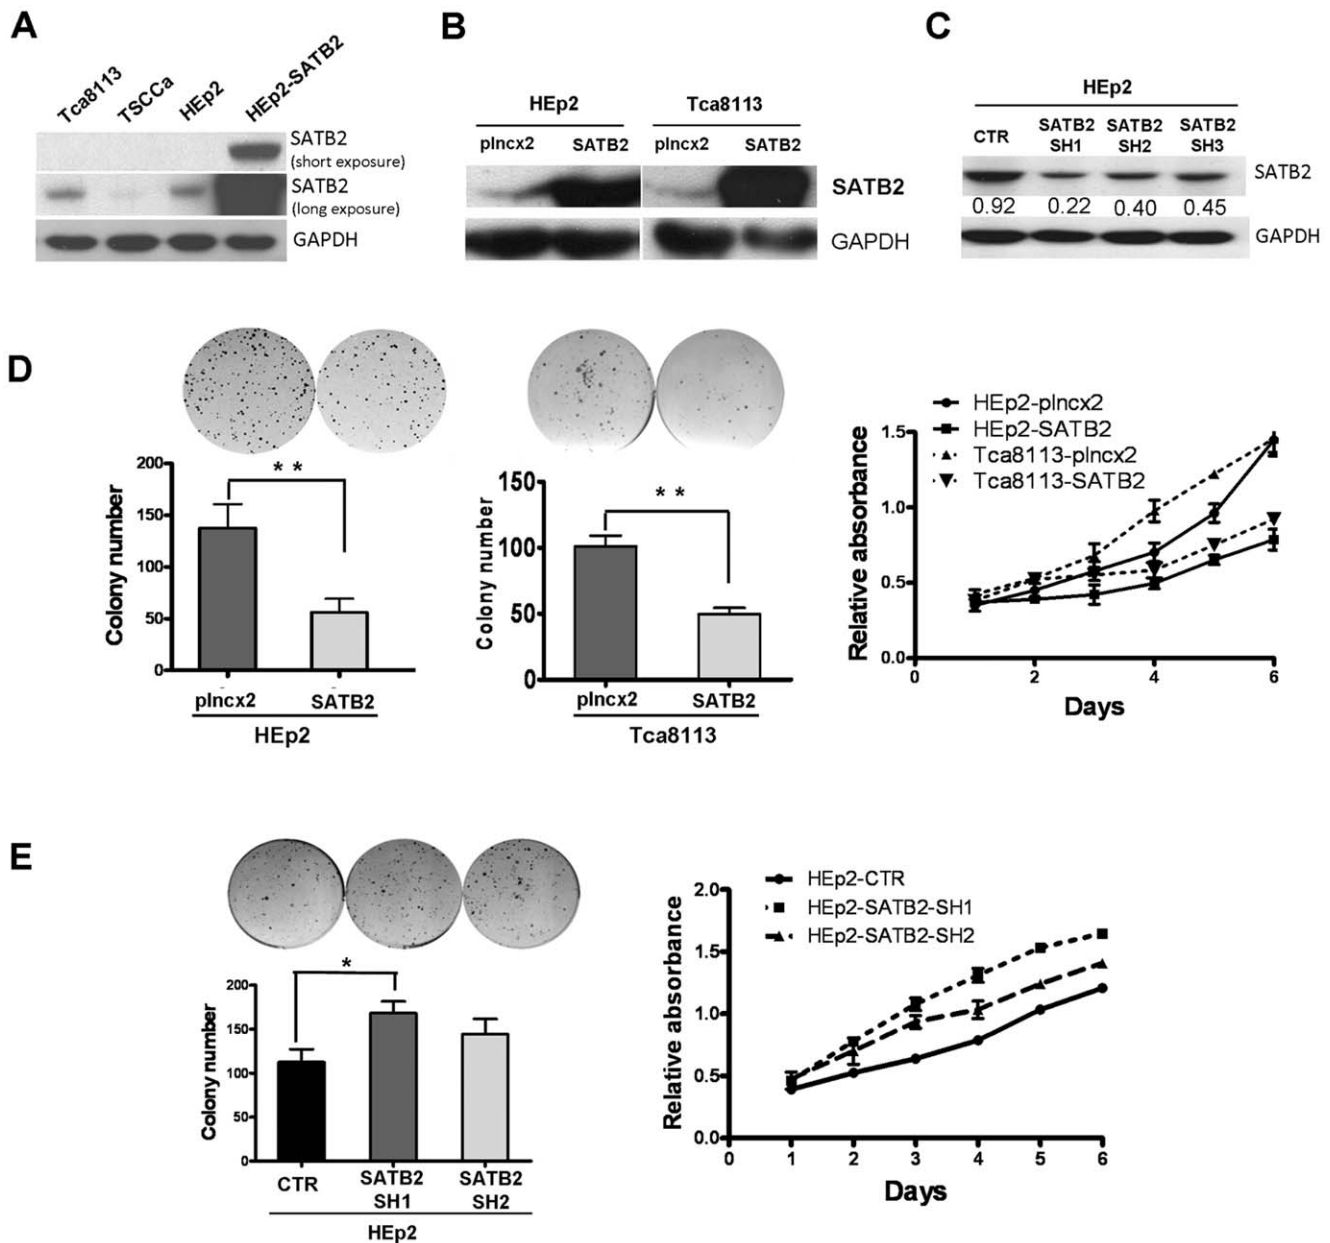 A
B
C
Tca8113
TSCCa
HEp2
HEp2-SATB2
SATB2
(short exposure)
SATB2
(long exposure)
GAPDH
HEp2
Tca8113
plncx2
SATB2
plncx2
SATB2
SATB2
GAPDH
HEp2
CTR
SATB2
SH1
SATB2
SH2
SATB2
SH3
SATB2
0.92
0.22
0.40
0.45
GAPDH
D
Colony number
200
150
100
50
0
* *
plncx2
SATB2
HEp2
Colony number
150
100
50
0
* *
plncx2
SATB2
Tca8113
HEp2-plncx2
HEp2-SATB2
Tca8113-plncx2
Tca8113-SATB2
Relative absorbance
1.5
1.0
0.5
0.0
0 2 4 6
Days
E
Colony number
200
150
100
50
0
*
CTR
SATB2
SH1
SATB2
SH2
HEp2
HEp2-CTR
HEp2-SATB2-SH1
HEp2-SATB2-SH2
Relative absorbance
2.0
1.5
1.0
0.5
0.0
0 1 2 3 4 5 6
Days